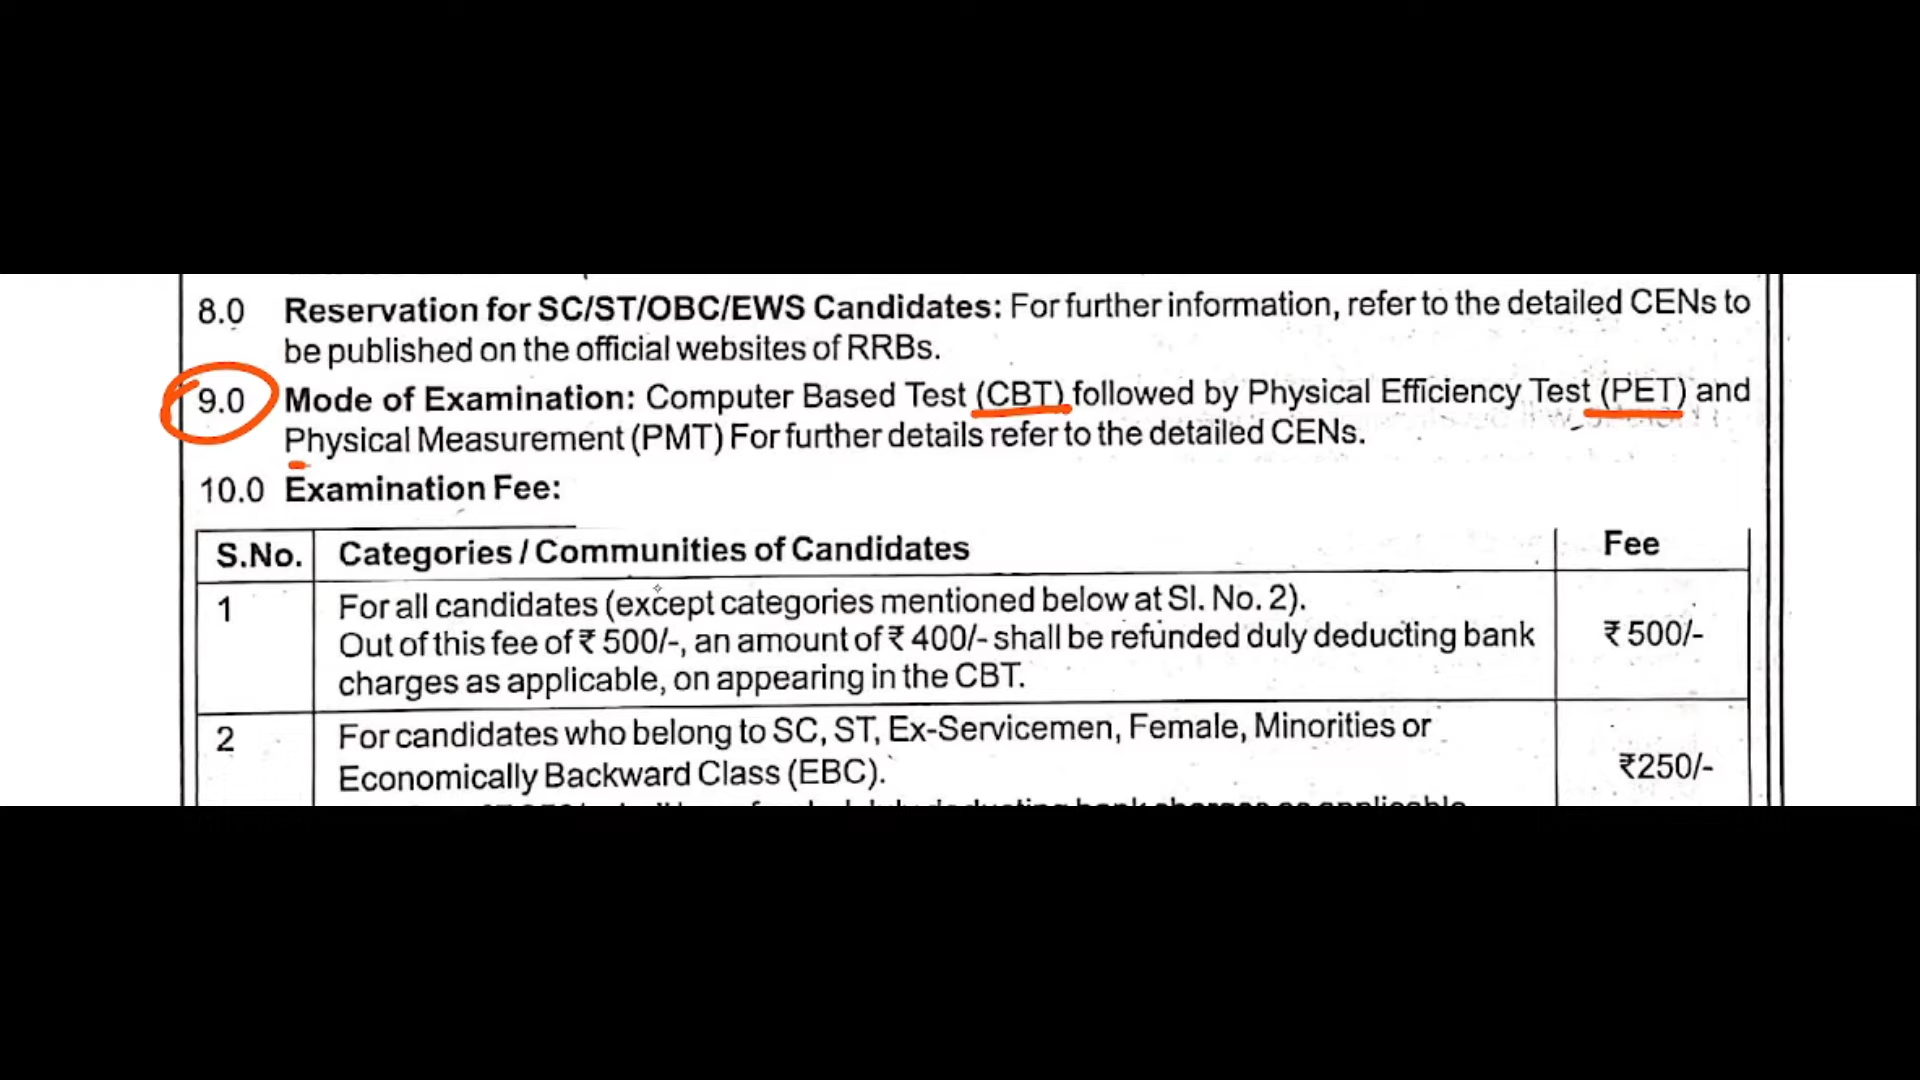 8.0 Reservation for SC/ST/OBC/EWS Candidates: For further information, refer to the detailed CENs to
be published on the official websites of RRBs.
9.0 Mode of Examination: Computer Based Test (CBT) followed by Physical Efficiency Test (PET) and
Physical Measurement (PMT) For further details refer to the detailed CENs.
10.0 Examination Fee:
S.No. Categories / Communities of Candidates Fee
1 For all candidates (except categories mentioned below at Sl. No. 2).
Out of this fee of ₹ 500/-, an amount of ₹ 400/- shall be refunded duly deducting bank ₹ 500/-
charges as applicable, on appearing in the CBT.
2 For candidates who belong to SC, ST, Ex-Servicemen, Female, Minorities or
Economically Backward Class (EBC). ₹250/-
deducting bank charges as applicable